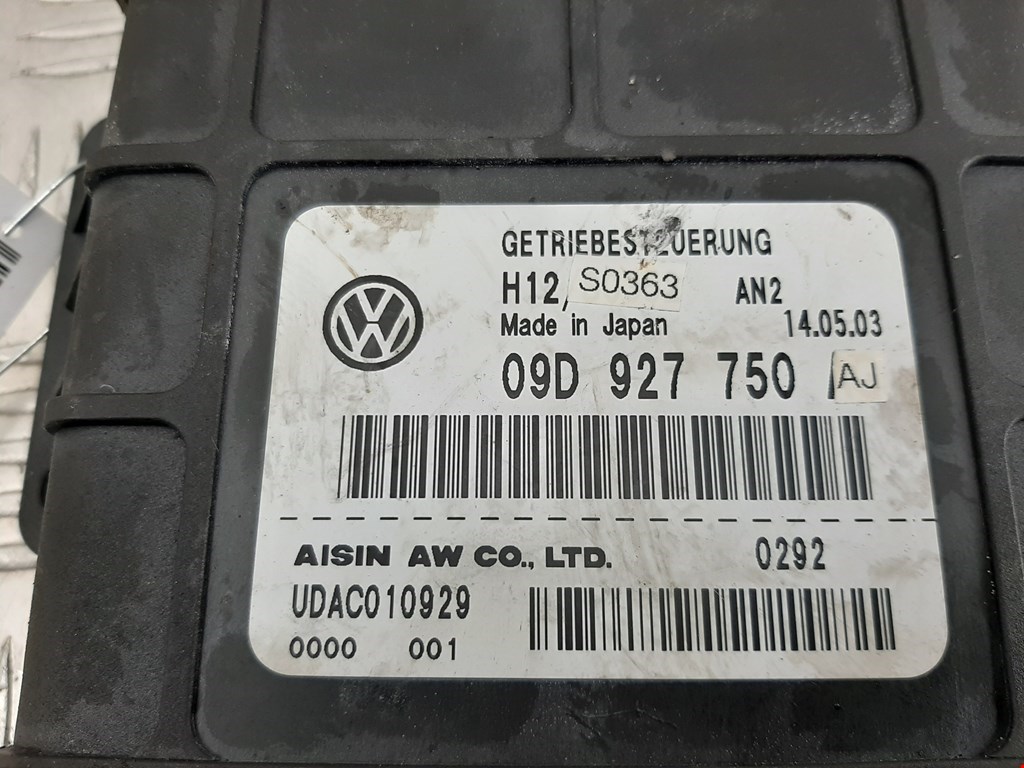 GETRIEBESTEUERUNG
H12/ S0363 AN2
Made in Japan 14.05.03
09D 927 750 AJ
AISIN AW CO., LTD. 0292
UDAC010929
0000 001